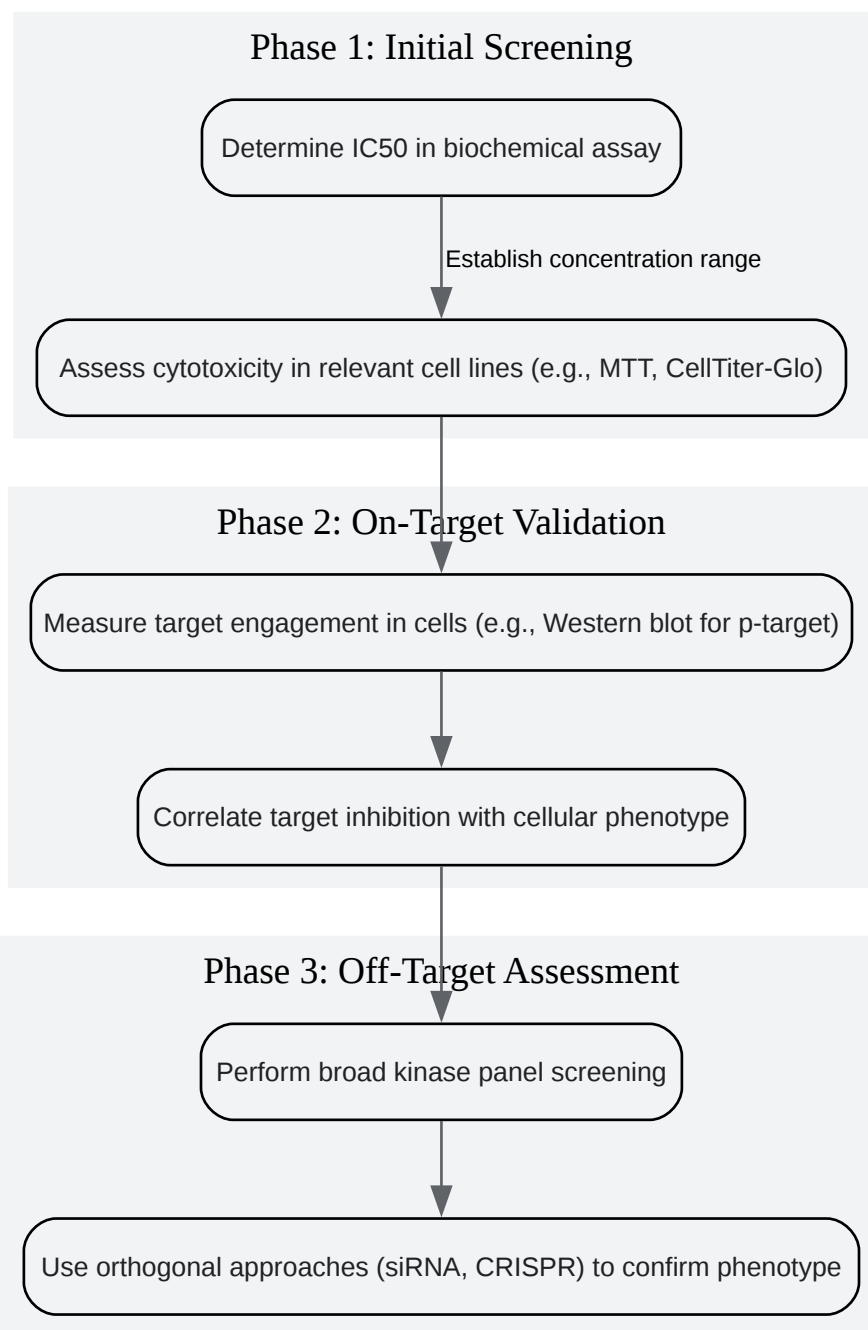 Phase 1: Initial Screening
Determine IC50 in biochemical assay
Establish concentration range
Assess cytotoxicity in relevant cell lines (e.g., MTT, CellTiter-Glo)
Phase 2: On-Target Validation
Measure target engagement in cells (e.g., Western blot for p-target)
Correlate target inhibition with cellular phenotype
Phase 3: Off-Target Assessment
Perform broad kinase panel screening
Use orthogonal approaches (siRNA, CRISPR) to confirm phenotype